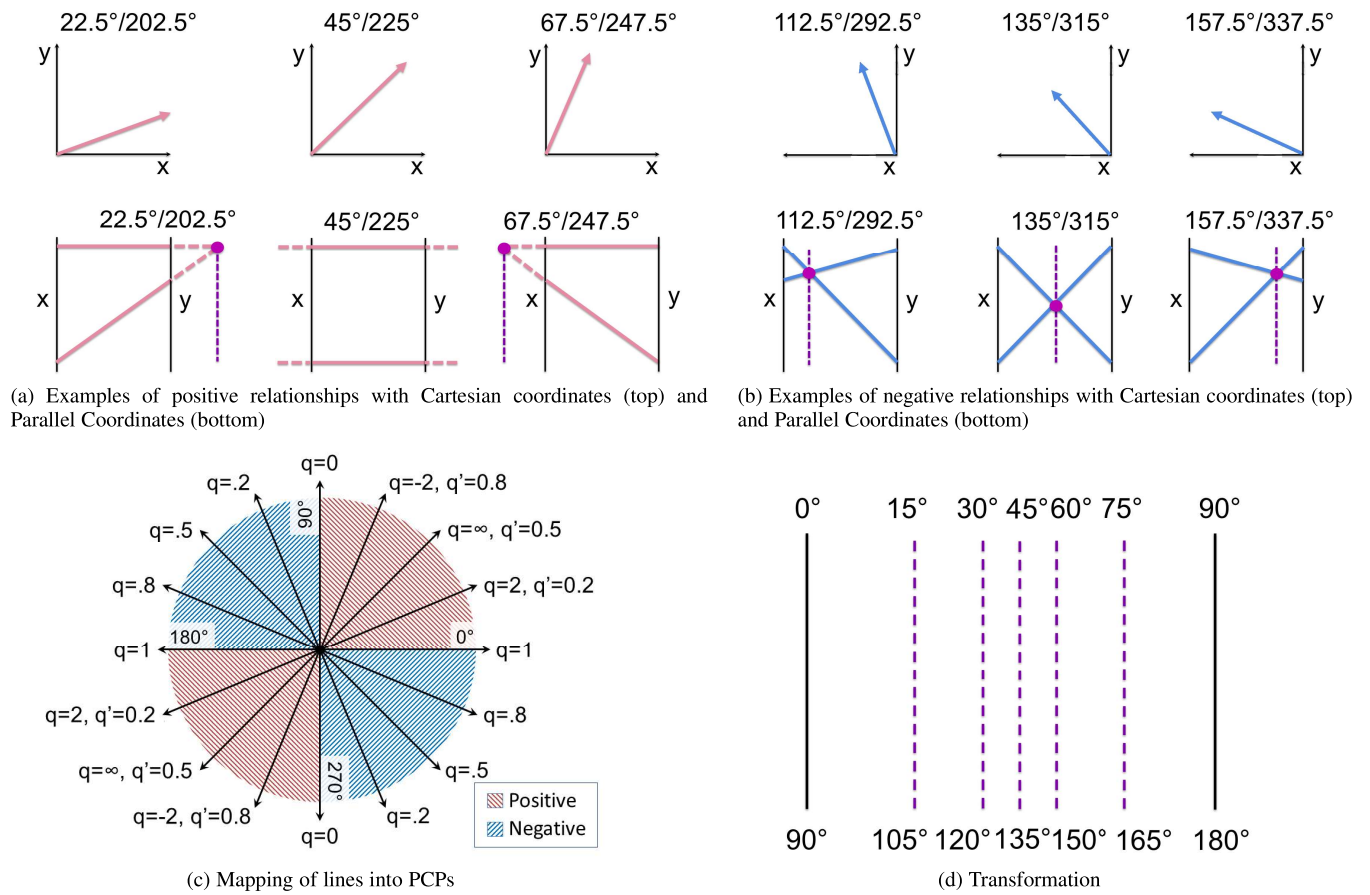 22.5°/202.5° 45°/225° 67.5°/247.5° 112.5°/292.5° 135°/315° 157.5°/337.5°
y y y y y y
x x x x x x
22.5°/202.5° 45°/225° 67.5°/247.5° 112.5°/292.5° 135°/315° 157.5°/337.5°
x y x y x y x y x y x y
(a) Examples of positive relationships with Cartesian coordinates (top) and
Parallel Coordinates (bottom)
(b) Examples of negative relationships with Cartesian coordinates (top)
and Parallel Coordinates (bottom)
q=0
q=.2 q=-2, q'=0.8
90°
q=.5 q=∞, q'=0.5
q=.8 q=2, q'=0.2
180° 0°
q=1 q=1
q=2, q'=0.2 q=.8
q=∞, q'=0.5 q=.5
270°
q=-2, q'=0.8 q=.2
q=0
Positive
Negative
(c) Mapping of lines into PCPs
0° 15° 30° 45° 60° 75° 90°
90° 105° 120° 135° 150° 165° 180°
(d) Transformation